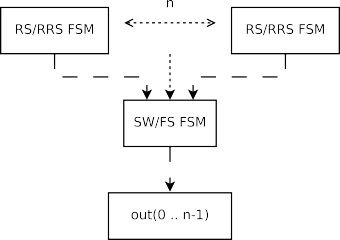 n
RS/RRS FSM
RS/RRS FSM
SW/FS FSM
out(0 .. n-1)